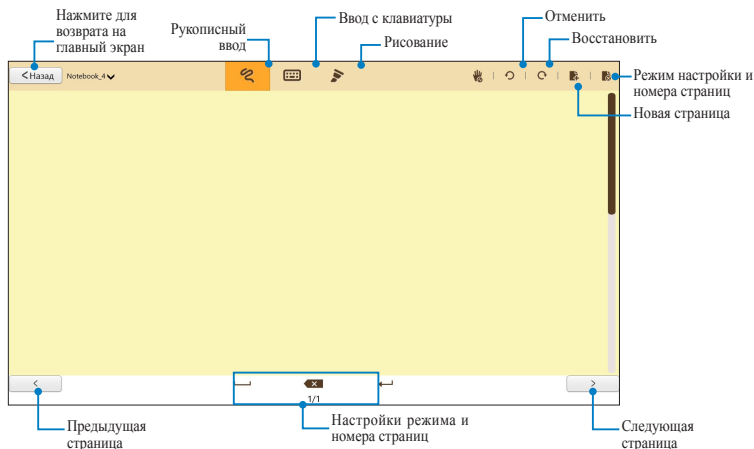 Нажмите для
возврата на
главный экран
Рукописный
ввод
Ввод с клавиатуры
Рисование
Отменить
Восстановить
Режим настройки и
номера страниц
Новая страница
<Назад
Notebook_4
<
1/1
>
Предыдущая
страница
Настройки режима и
номера страниц
Следующая
страница